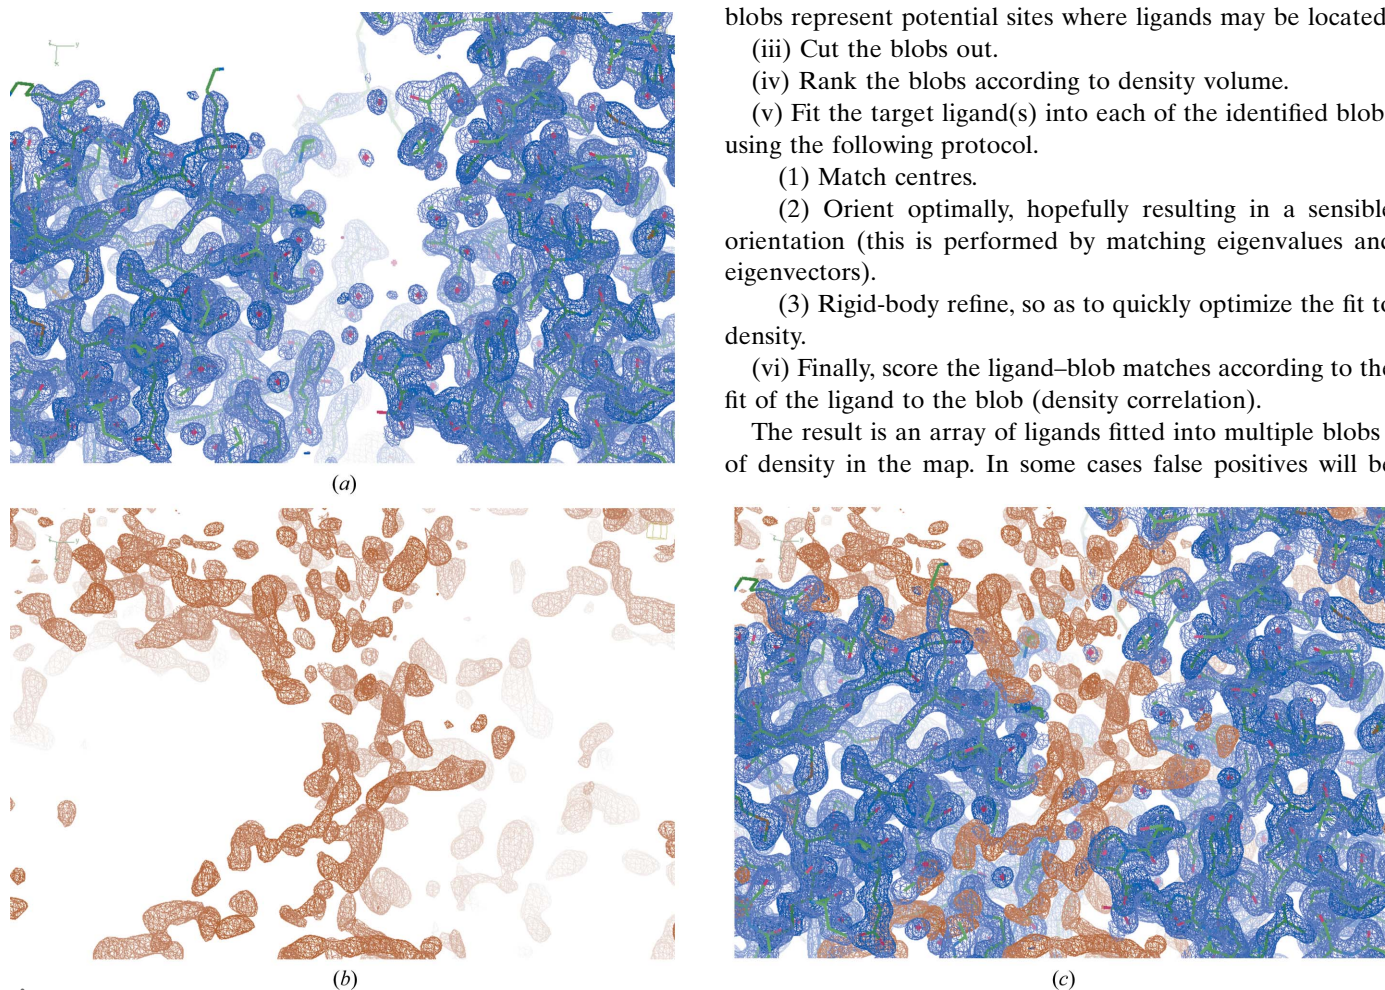 blobs represent potential sites where ligands may be located
(iii) Cut the blobs out.
(iv) Rank the blobs according to density volume.
(v) Fit the target ligand(s) into each of the identified blob
using the following protocol.
(1) Match centres.
(2) Orient optimally, hopefully resulting in a sensible
orientation (this is performed by matching eigenvalues and
eigenvectors).
(3) Rigid-body refine, so as to quickly optimize the fit to
density.
(vi) Finally, score the ligand–blob matches according to the
fit of the ligand to the blob (density correlation).
The result is an array of ligands fitted into multiple blobs
of density in the map. In some cases false positives will be
(a)
(b)
(c)